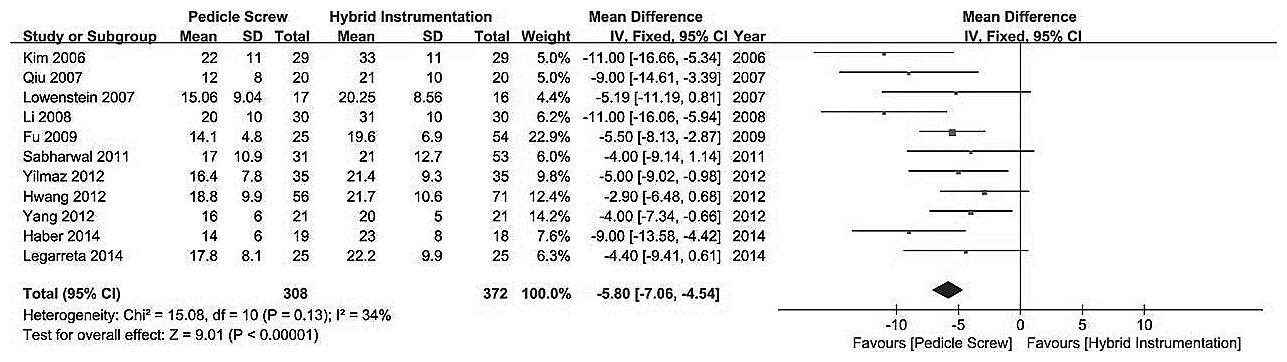 Pedicle Screw Hybrid Instrumentation Mean Difference Mean Difference
Study or Subgroup Mean SD Total Mean SD Total Weight IV, Fixed, 95% CI Year IV, Fixed, 95% CI
Kim 2006 22 11 29 33 11 29 5.0% -11.00 [-16.66, -5.34] 2006
Qiu 2007 12 8 20 21 10 20 5.0% -9.00 [-14.61, -3.39] 2007
Lowenstein 2007 15.06 9.04 17 20.25 8.56 16 4.4% -5.19 [-11.19, 0.81] 2007
Li 2008 20 10 30 31 10 30 6.2% -11.00 [-16.06, -5.94] 2008
Fu 2009 14.1 4.8 25 19.6 6.9 54 22.9% -5.50 [-8.13, -2.87] 2009
Sabharwal 2011 17 10.9 31 21 12.7 53 6.0% -4.00 [-9.14, 1.14] 2011
Yilmaz 2012 16.4 7.8 35 21.4 9.3 35 9.8% -5.00 [-9.02, -0.98] 2012
Hwang 2012 18.8 9.9 56 21.7 10.6 71 12.4% -2.90 [-6.48, 0.68] 2012
Yang 2012 16 6 21 20 5 21 14.2% -4.00 [-7.34, -0.66] 2012
Haber 2014 14 6 19 23 8 18 7.6% -9.00 [-13.58, -4.42] 2014
Legarreta 2014 17.8 8.1 25 22.2 9.9 25 6.3% -4.40 [-9.41, 0.61] 2014
Total (95% CI) 308 372 100.0% -5.80 [-7.06, -4.54]
Heterogeneity: Chi² = 15.08, df = 10 (P = 0.13); I² = 34%
Test for overall effect: Z = 9.01 (P < 0.00001)
-10 -5 0 5 10
Favours [Pedicle Screw] Favours [Hybrid Instrumentation]